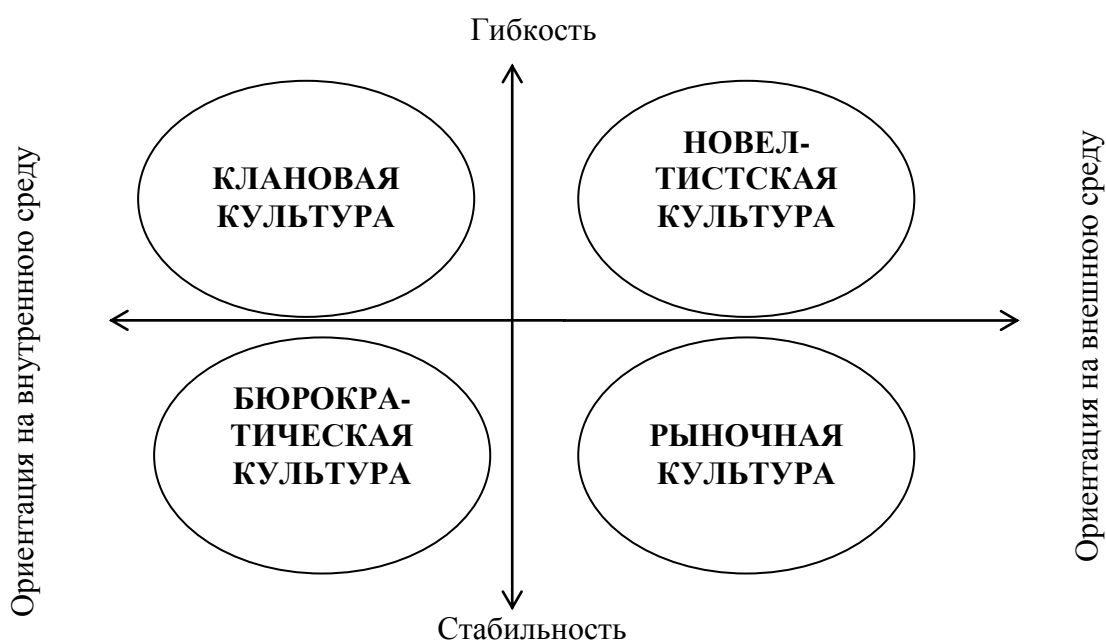 Гибкость
Ориентация на внутреннюю среду
КЛАНОВАЯ
КУЛЬТУРА
НОВЕЛ-
ТИСТСКАЯ
КУЛЬТУРА
Ориентация на внешнюю среду
БЮРОКРА-
ТИЧЕСКАЯ
КУЛЬТУРА
РЫНОЧНАЯ
КУЛЬТУРА
Стабильность